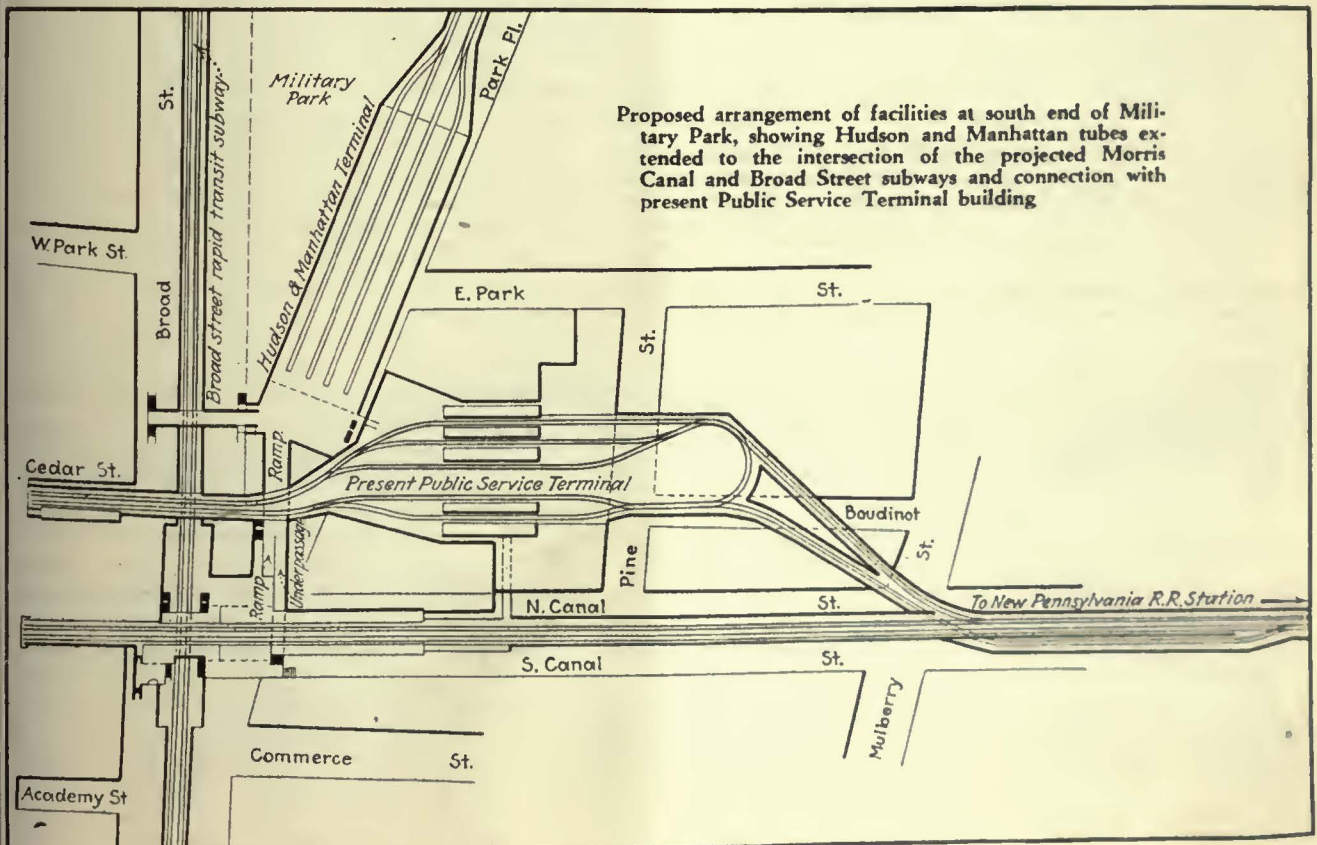 St.
Broad
Broad street rapid transit subway
Military
Park
Hudson & Manhattan Terminal
Park Pl.
Proposed arrangement of facilities at south end of Mili-
tary Park, showing Hudson and Manhattan tubes ex-
tended to the intersection of the projected Morris
Canal and Broad Street subways and connection with
present Public Service Terminal building
W. Park St.
E. Park
St.
St.
Pine
Cedar St.
Ramp.
Present Public Service Terminal
Boudinot
St.
Ramp
Underpassage
N. Canal
St.
To New Pennsylvania R.R. Station
S. Canal
St.
Mulberry
Commerce
St.
Academy St